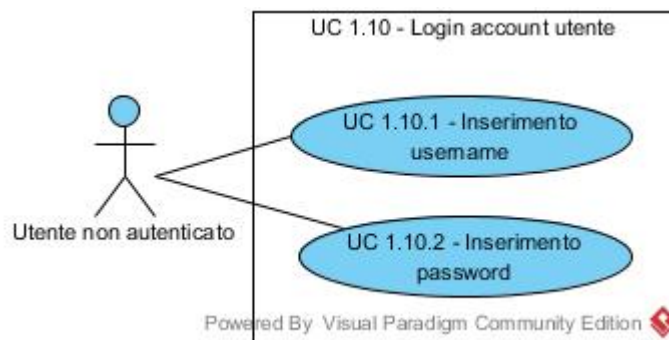 UC 1.10 - Login account utente
UC 1.10.1 - Inserimento
username
Utente non autenticato
UC 1.10.2 - Inserimento
password
Powered By Visual Paradigm Community Edition